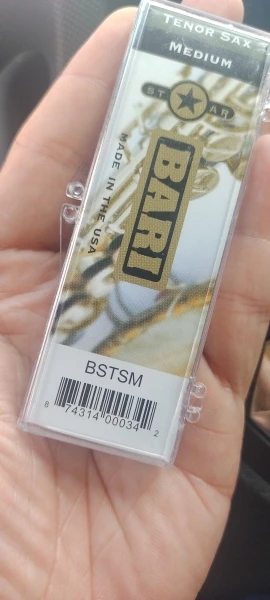 TENOR SAX
MEDIUM
ST★AR
BARI
MADE IN THE USA
BSTSM
8 74314 00034 2